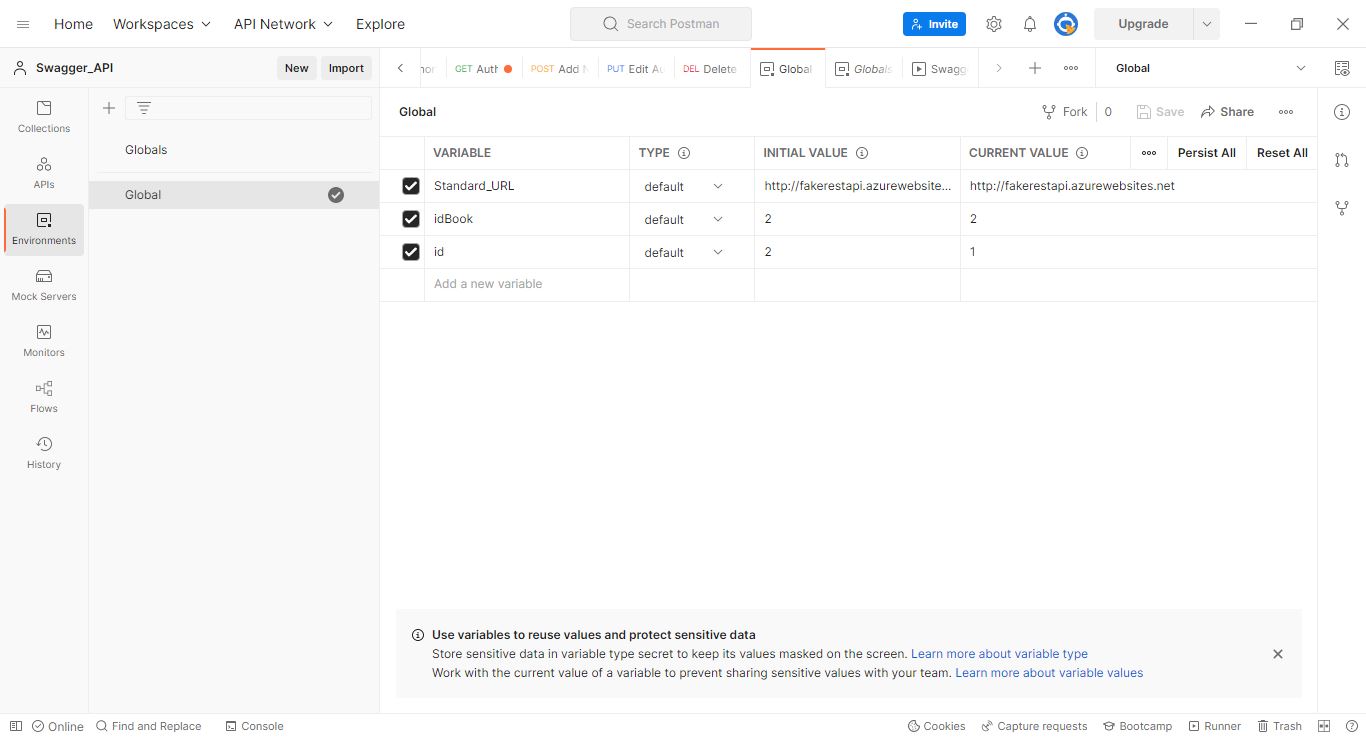 Home Workspaces API Network Explore Search Postman Invite Upgrade
Swagger_API New Import GET Auth POST Add PUT Edit DEL Delete Global Globals Swagg Global
Collections
APIs
Environments
Mock Servers
Monitors
Flows
History
Globals
Global
Global Fork 0 Save Share
VARIABLE TYPE INITIAL VALUE CURRENT VALUE Persist All Reset All
Standard_URL default http://fakerestapi.azurewebsite... http://fakerestapi.azurewebsites.net
idBook default 2 2
id default 2 1
Add a new variable
Use variables to reuse values and protect sensitive data
Store sensitive data in variable type secret to keep its values masked on the screen. Learn more about variable type
Work with the current value of a variable to prevent sharing sensitive values with your team. Learn more about variable values
Online Find and Replace Console Cookies Capture requests Bootcamp Runner Trash